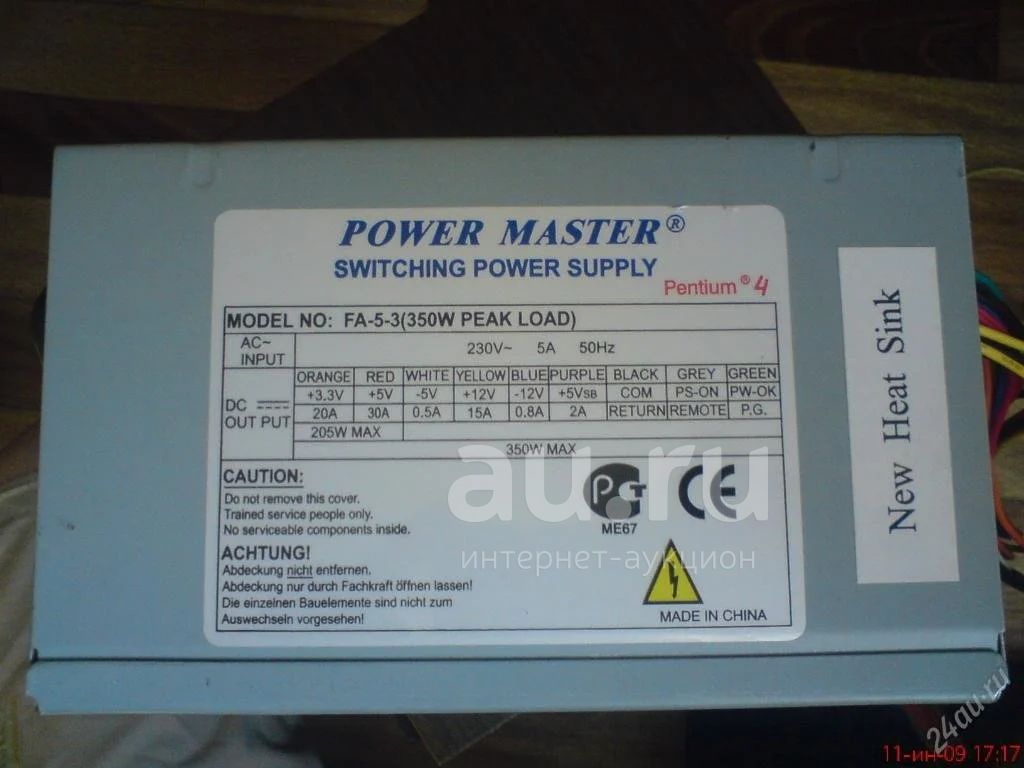 POWER MASTER®
SWITCHING POWER SUPPLY
Pentium® 4
MODEL NO: FA-5-3(350W PEAK LOAD)
AC~ INPUT 230V~ 5A 50Hz
ORANGE RED WHITE YELLOW BLUE PURPLE BLACK GREY GREEN
DC OUT PUT +3.3V +5V -5V +12V -12V +5VSB COM PS-ON PW-OK
20A 30A 0.5A 15A 0.8A 2A RETURN REMOTE P.G.
205W MAX
350W MAX
CAUTION:
Do not remove this cover.
Trained service people only.
No serviceable components inside.
ACHTUNG!
Abdeckung nicht entfernen.
Abdeckung nur durch Fachkraft öffnen lassen!
Die einzelnen Bauelemente sind nicht zum
Auswechseln vorgesehen!
РСТ
ME67
CE
MADE IN CHINA
New Heat Sink
au.ru
интернет-аукцион
24au.ru
11-ин-09 17:17